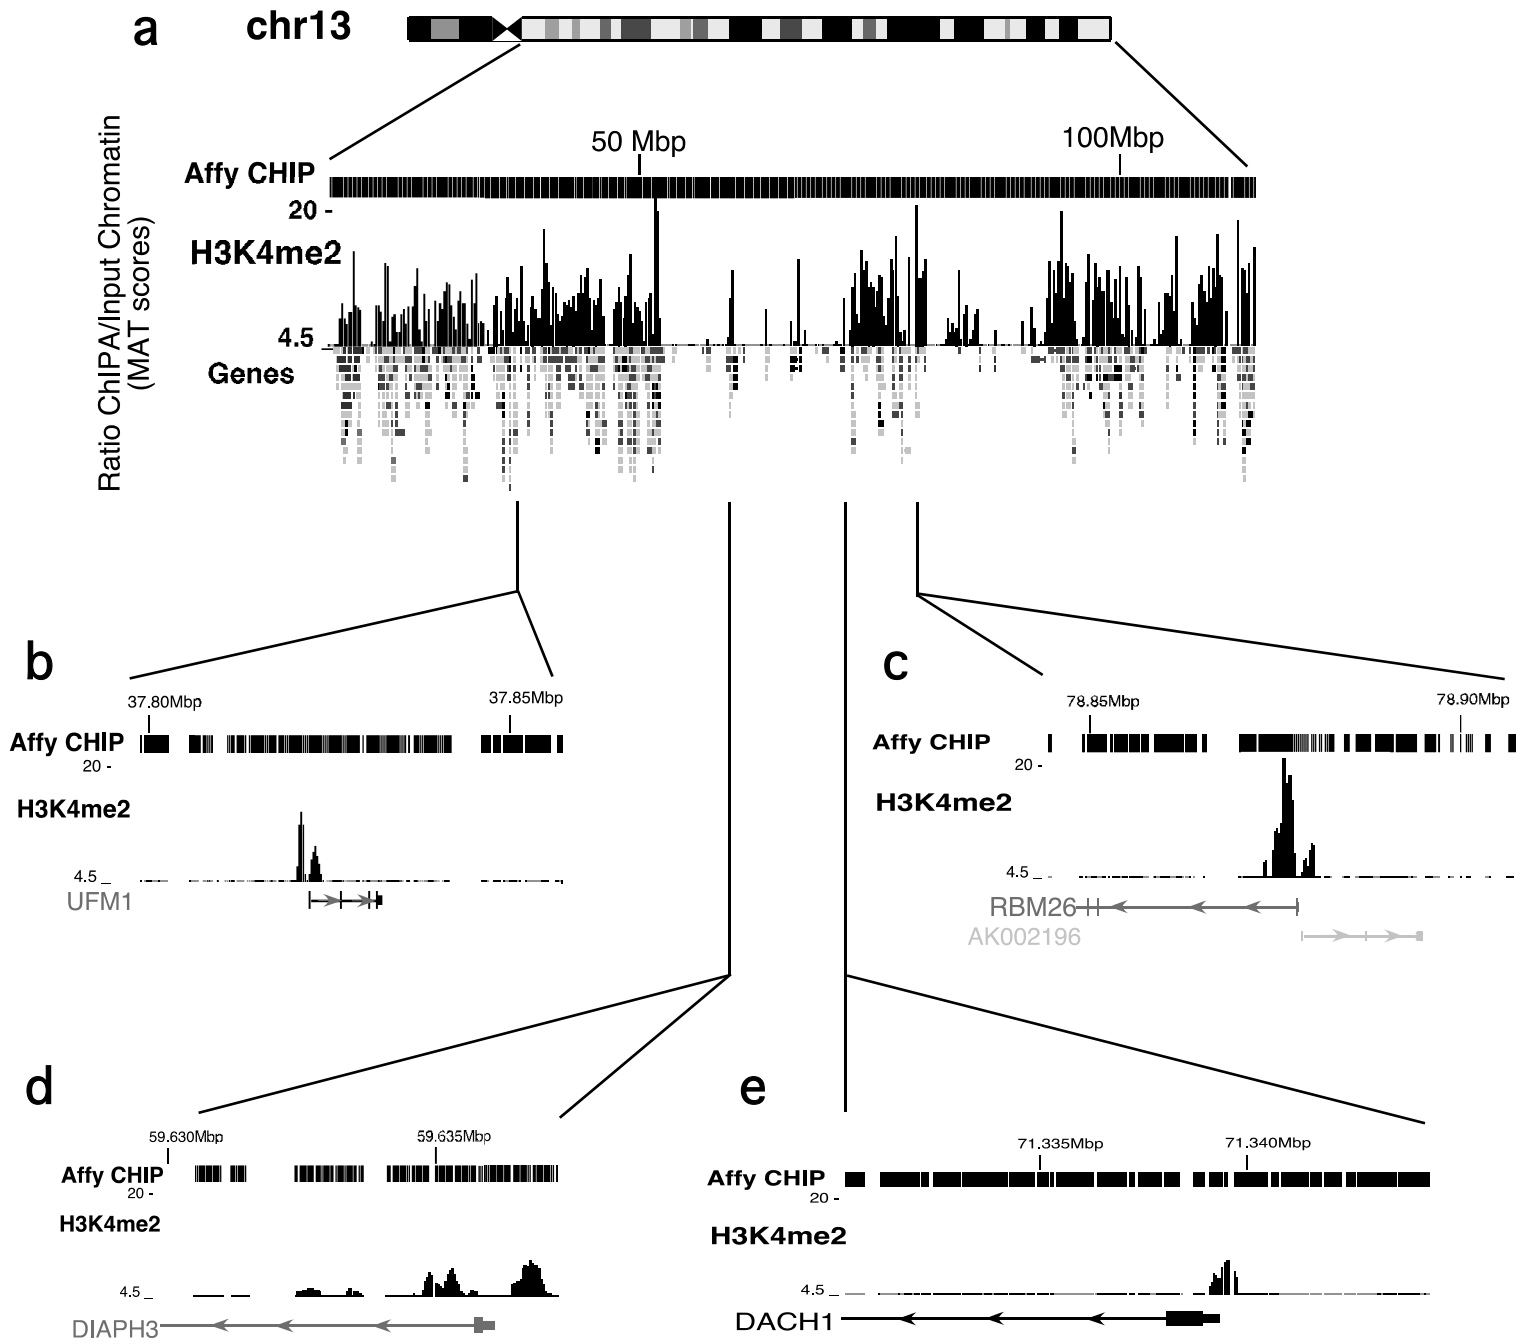 a
chr13
50 Mbp
100Mbp
Affy CHIP
20 -
H3K4me2
4.5 _
Genes
Ratio ChIPA/Input Chromatin
(MAT scores)
b
37.80Mbp
37.85Mbp
Affy CHIP
20 -
H3K4me2
4.5 _
UFM1
c
78.85Mbp
78.90Mbp
Affy CHIP
20 -
H3K4me2
4.5 _
RBM26
AK002196
d
59.630Mbp
59.635Mbp
Affy CHIP
20 -
H3K4me2
4.5 _
DIAPH3
e
71.335Mbp
71.340Mbp
Affy CHIP
20 -
H3K4me2
4.5 _
DACH1